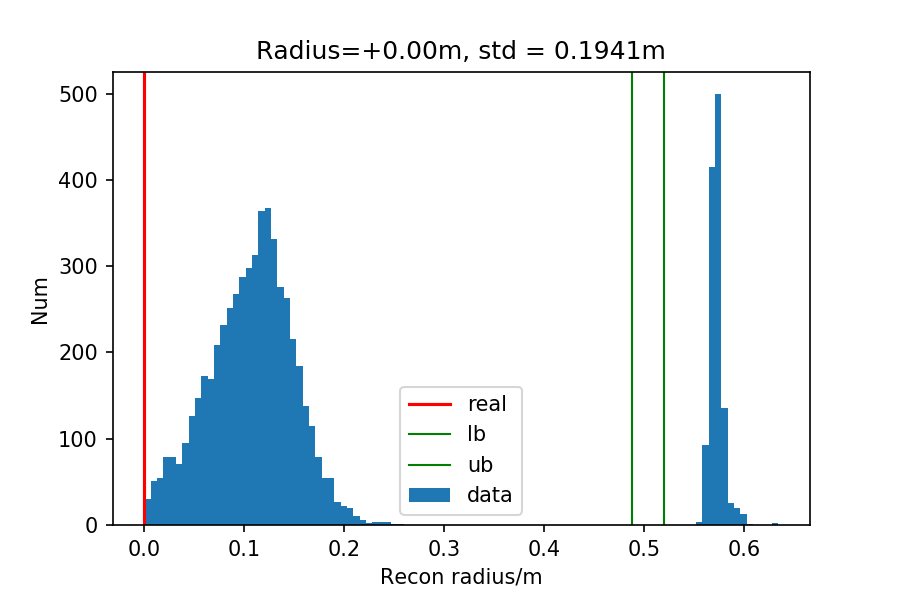 Radius=+0.00m, std = 0.1941m
500
400
300
200
100
0
Num
real
lb
ub
data
0.0 0.1 0.2 0.3 0.4 0.5 0.6
Recon radius/m